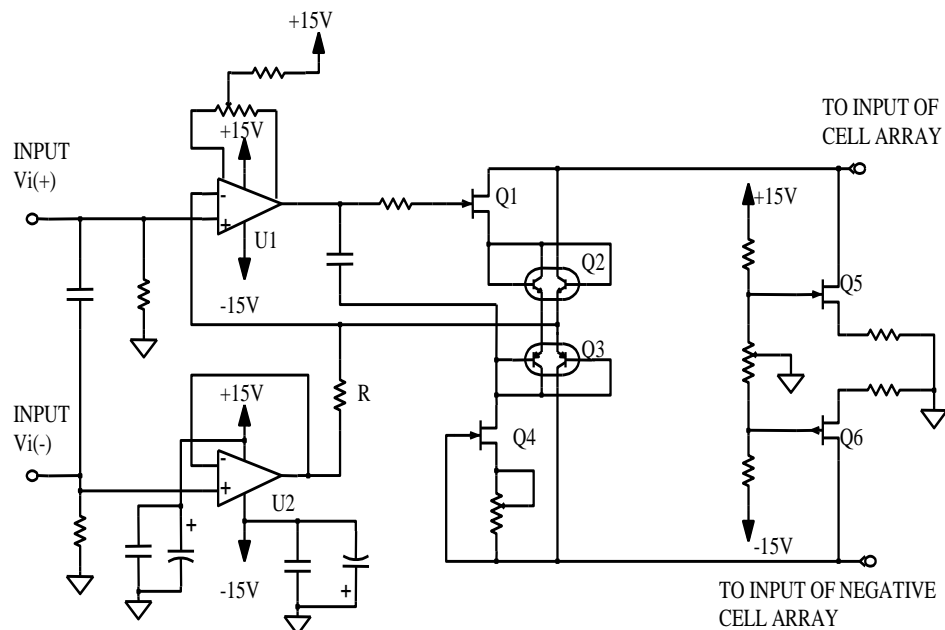 +15V
TO INPUT OF
CELL ARRAY
INPUT
Vi(+)
+15V
-
+
U1
-15V
Q1
Q2
+15V
Q5
Q3
R
INPUT
Vi(-)
+15V
-
+
U2
Q4
Q6
+
-15V
+
-15V
TO INPUT OF NEGATIVE
CELL ARRAY